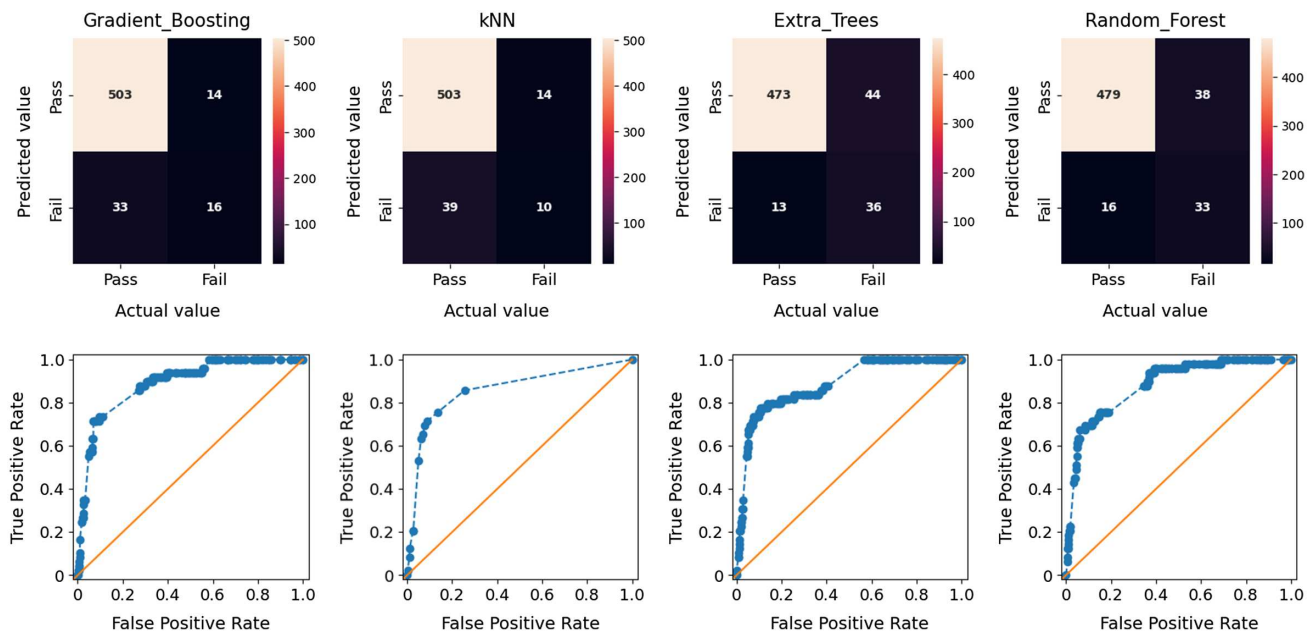 Gradient_Boosting
Predicted value
Pass
Fail
503
14
33
16
Pass
Fail
Actual value
500
400
300
200
100
kNN
Predicted value
Pass
Fail
503
14
39
10
Pass
Fail
Actual value
500
400
300
200
100
Extra_Trees
Predicted value
Pass
Fail
473
44
13
36
Pass
Fail
Actual value
400
300
200
100
Random_Forest
Predicted value
Pass
Fail
479
38
16
33
Pass
Fail
Actual value
400
300
200
100
True Positive Rate
1.0
0.8
0.6
0.4
0.2
0
0
0.2
0.4
0.6
0.8
1.0
False Positive Rate
True Positive Rate
1.0
0.8
0.6
0.4
0.2
0
0
0.2
0.4
0.6
0.8
1.0
False Positive Rate
True Positive Rate
1.0
0.8
0.6
0.4
0.2
0
0
0.2
0.4
0.6
0.8
1.0
False Positive Rate
True Positive Rate
1.0
0.8
0.6
0.4
0.2
0
0
0.2
0.4
0.6
0.8
1.0
False Positive Rate